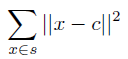 ∑_{x∈s} ||x − c||²